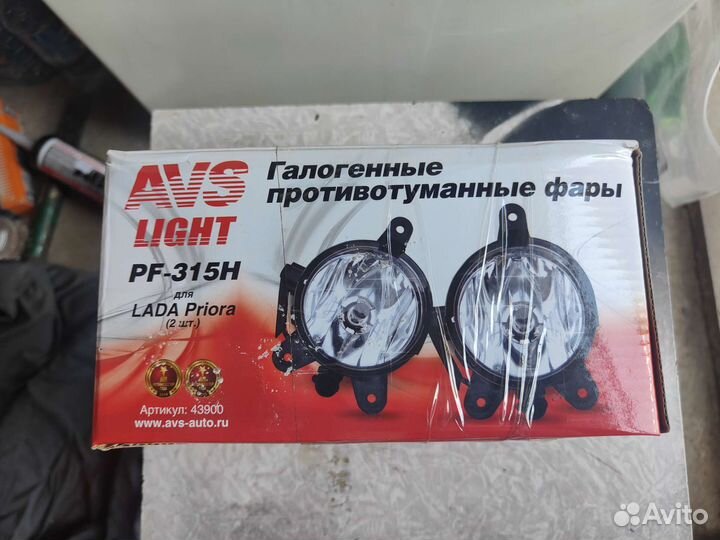 AVS
LIGHT
Галогенные
противотуманные фары
PF-315H
для
LADA Priora
(2 шт.)
Артикул: 43900
www.avs-auto.ru
Avito